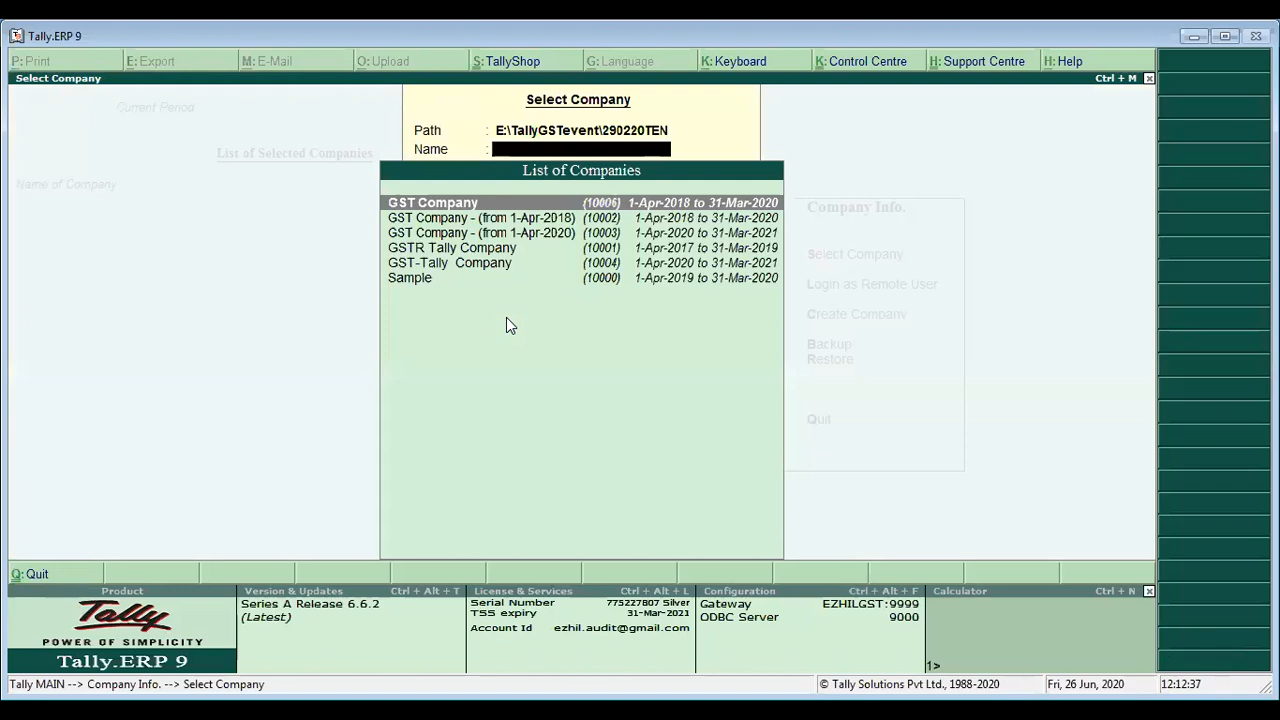 Tally.ERP 9
P: Print E: Export M: E-Mail O: Upload S: TallyShop G: Language K: Keyboard K: Control Centre H: Support Centre H: Help
Select Company Ctrl + M
Current Period
List of Selected Companies
Name of Company
Select Company
Path : E:\TallyGSTevent\290220TEN
Name :
List of Companies
GST Company (10006) 1-Apr-2018 to 31-Mar-2020
GST Company - (from 1-Apr-2018) (10002) 1-Apr-2018 to 31-Mar-2020
GST Company - (from 1-Apr-2020) (10003) 1-Apr-2020 to 31-Mar-2021
GSTR Tally Company (10001) 1-Apr-2017 to 31-Mar-2019
GST-Tally Company (10004) 1-Apr-2020 to 31-Mar-2021
Sample (10000) 1-Apr-2019 to 31-Mar-2020
Company Info.
Select Company
Login as Remote User
Create Company
Backup
Restore
Quit
Q: Quit
Product
Tally
POWER OF SIMPLICITY
Tally.ERP 9
Version & Updates Ctrl + Alt + T
Series A Release 6.6.2
(Latest)
License & Services Ctrl + Alt + L
Serial Number 775227807 Silver
TSS expiry 31-Mar-2021
Account Id ezhil.audit@gmail.com
Configuration Ctrl + Alt + F
Gateway EZHILGST:9999
ODBC Server 9000
Calculator Ctrl + N
1>
Tally MAIN --> Company Info. --> Select Company © Tally Solutions Pvt Ltd., 1988-2020 Fri, 26 Jun, 2020 12:12:37